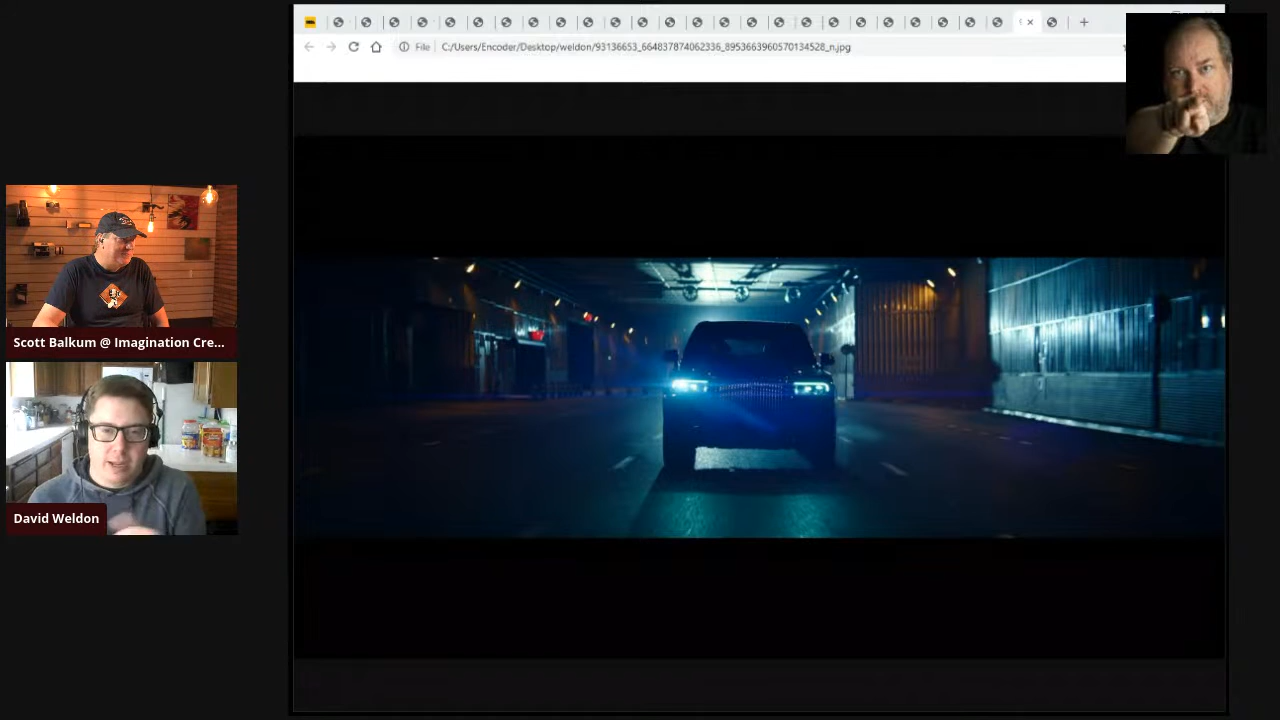 File
C:/Users/Encoder/Desktop/weldon/93136653_664837874062336_8953663960570134528_n.jpg
Scott Balkum @ Imagination Cre...
David Weldon